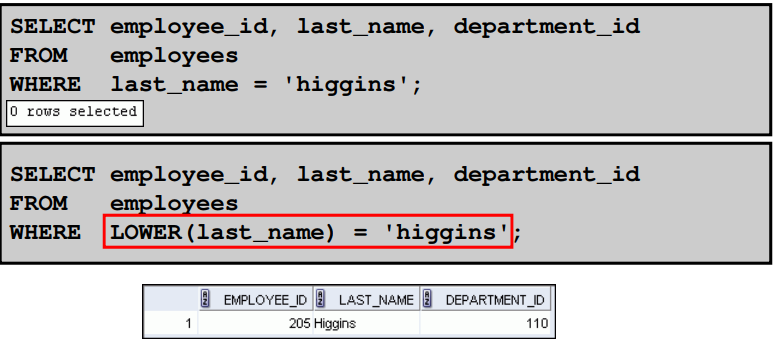 SELECT employee_id, last_name, department_id
FROM employees
WHERE last_name = 'higgins';
0 rows selected
SELECT employee_id, last_name, department_id
FROM employees
WHERE LOWER(last_name) = 'higgins';
EMPLOYEE_ID LAST_NAME DEPARTMENT_ID
1 205 Higgins 110